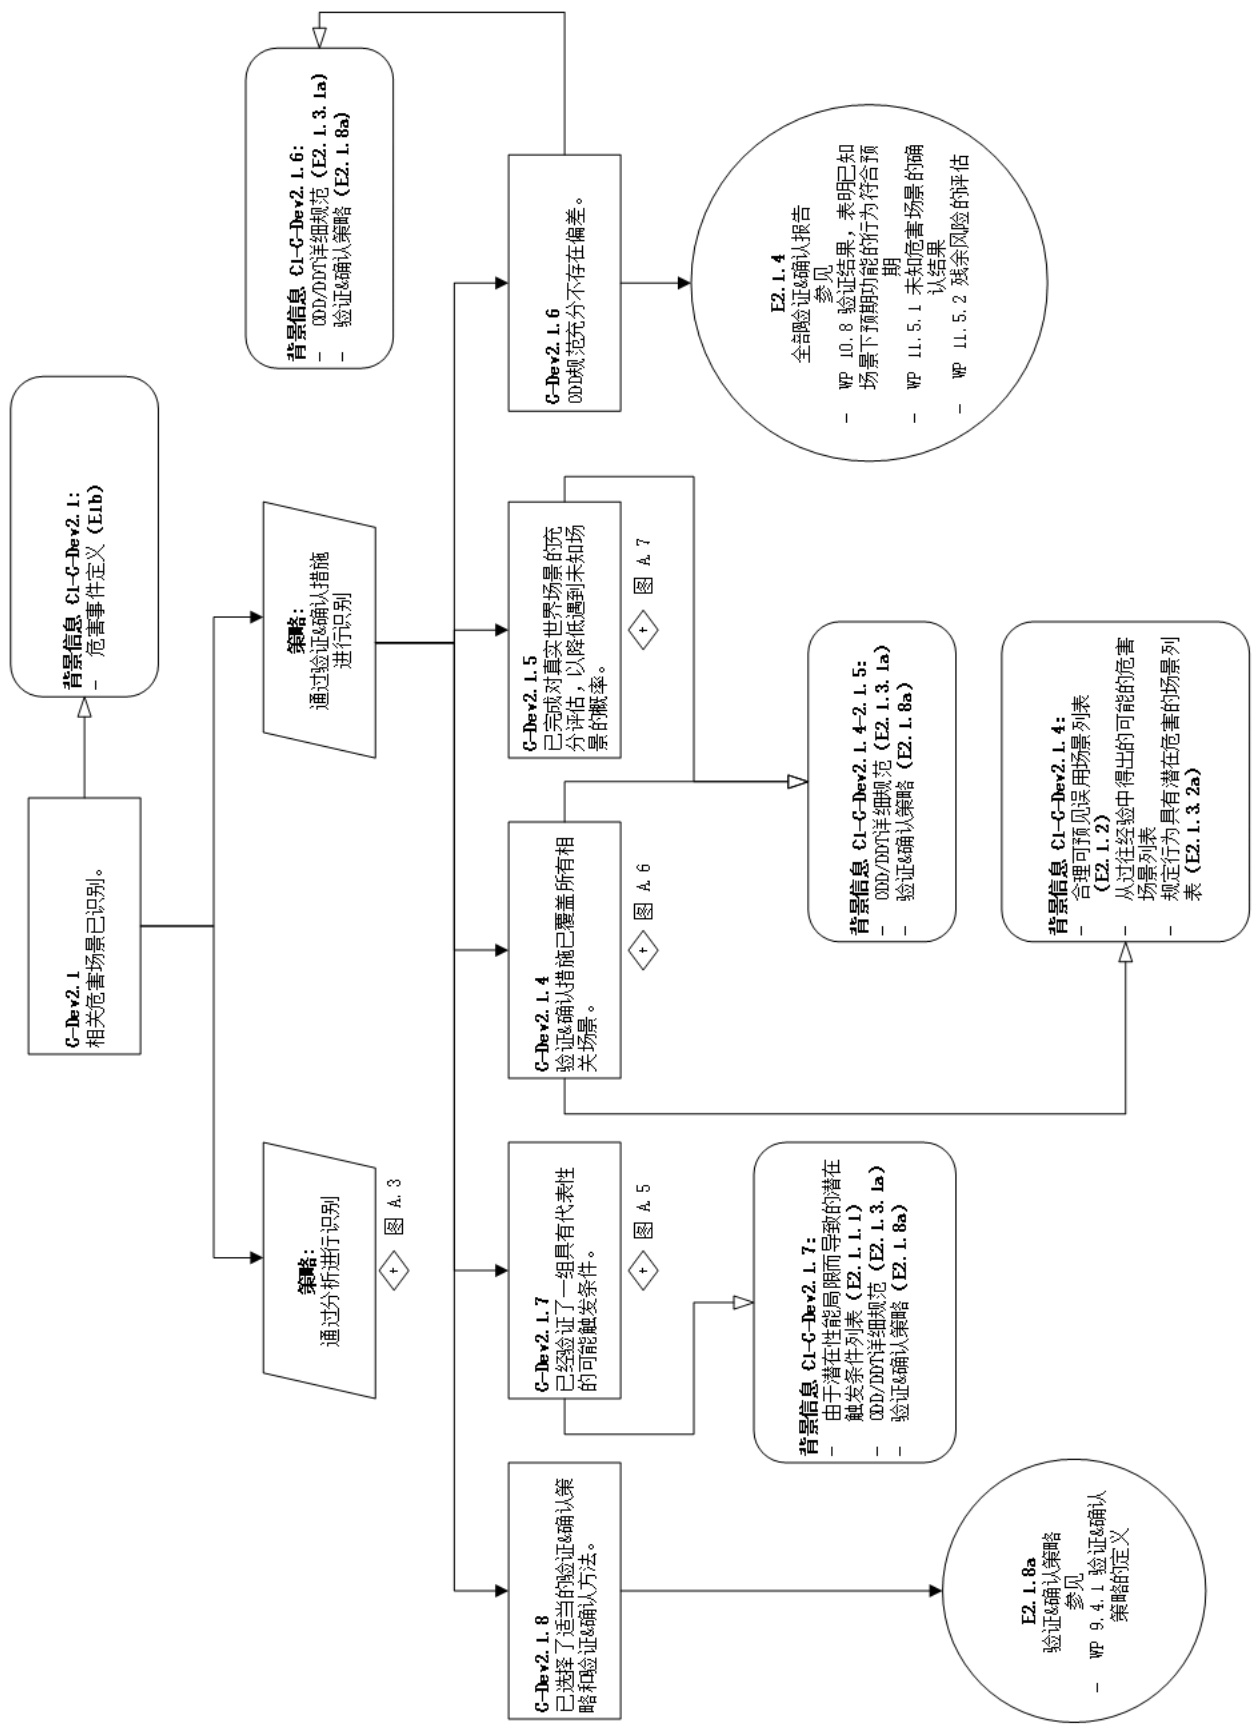 G-Dev2.1
相关危害场景已识别。
背景信息 C1-G-Dev2.1:
- 危害事件定义 (E1b)
策略:
通过分析进行识别
图 A.3
策略:
通过验证&确认措施
进行识别
背景信息 C1-G-Dev2.1.6:
- ODD/DDT详细规范 (E2.1.3.1a)
- 验证&确认策略 (E2.1.8a)
G-Dev2.1.8
已选择了适当的验证&确认策
略和验证&确认方法。
G-Dev2.1.7
已经验证了一组具有代表性
的可能触发条件。
图 A.5
G-Dev2.1.4
验证&确认措施已覆盖所有相
关场景。
图 A.6
G-Dev2.1.5
已完成对真实世界场景的充
分评估，以降低遇到未知场
景的概率。
图 A.7
G-Dev2.1.6
ODD规范充分不存在偏差。
E2.1.8a
验证&确认策略
参见
- WP 9.4.1 验证&确认
策略的定义
背景信息 C1-G-Dev2.1.7:
- 由于潜在性能局限而导致的潜在
触发条件列表 (E2.1.1.1)
- ODD/DDT详细规范 (E2.1.3.1a)
- 验证&确认策略 (E2.1.8a)
背景信息 C1-G-Dev2.1.4-2.1.5:
- ODD/DDT详细规范 (E2.1.3.1a)
- 验证&确认策略 (E2.1.8a)
背景信息 C1-G-Dev2.1.4:
- 合理可预见误用场景列表
(E2.1.2)
- 从过往经验中得出的可能的危害
场景列表
- 规定行为具有潜在危害的场景列
表 (E2.1.3.2a)
E2.1.4
全部验证&确认报告
参见
- WP 10.8 验证结果，表明已知
场景下预期功能的行为符合预
期
- WP 11.5.1 未知危害场景的确
认结果
- WP 11.5.2 残余风险的评估